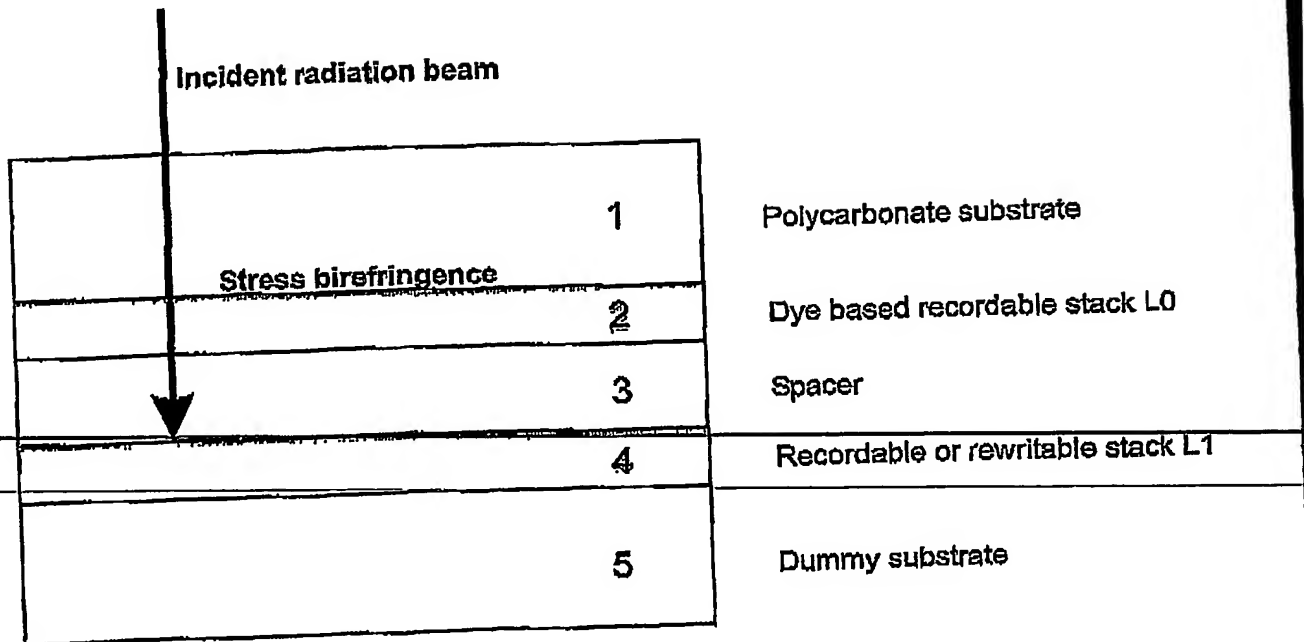 Incident radiation beam
1 Polycarbonate substrate
Stress birefringence
2 Dye based recordable stack L0
3 Spacer
4 Recordable or rewritable stack L1
5 Dummy substrate